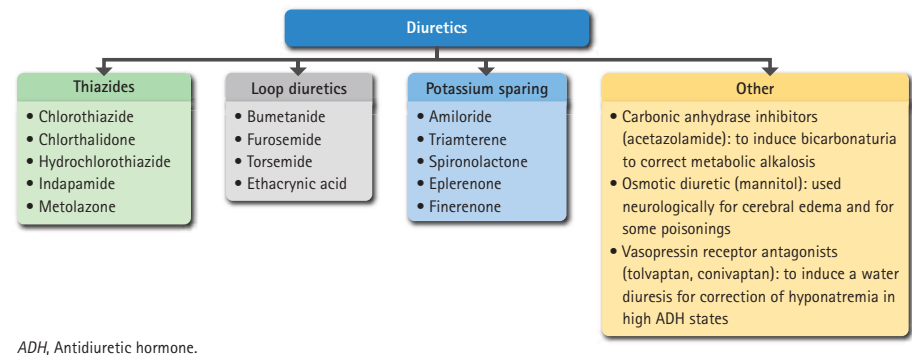 Diuretics
Thiazides
• Chlorothiazide
• Chlorthalidone
• Hydrochlorothiazide
• Indapamide
• Metolazone
Loop diuretics
• Bumetanide
• Furosemide
• Torsemide
• Ethacrynic acid
Potassium sparing
• Amiloride
• Triamterene
• Spironolactone
• Eplerenone
• Finerenone
Other
• Carbonic anhydrase inhibitors
(acetazolamide): to induce bicarbonaturia
to correct metabolic alkalosis
• Osmotic diuretic (mannitol): used
neurologically for cerebral edema and for
some poisonings
• Vasopressin receptor antagonists
(tolvaptan, conivaptan): to induce a water
diuresis for correction of hyponatremia in
high ADH states
ADH, Antidiuretic hormone.